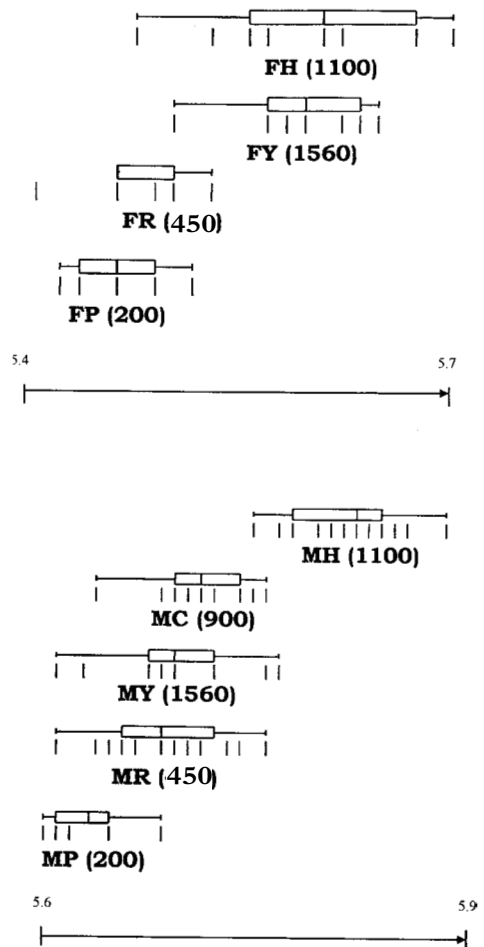 FH (1100)
FY (1560)
FR (450)
FP (200)
5.4 5.7
MH (1100)
MC (900)
MY (1560)
MR (450)
MP (200)
5.6 5.9